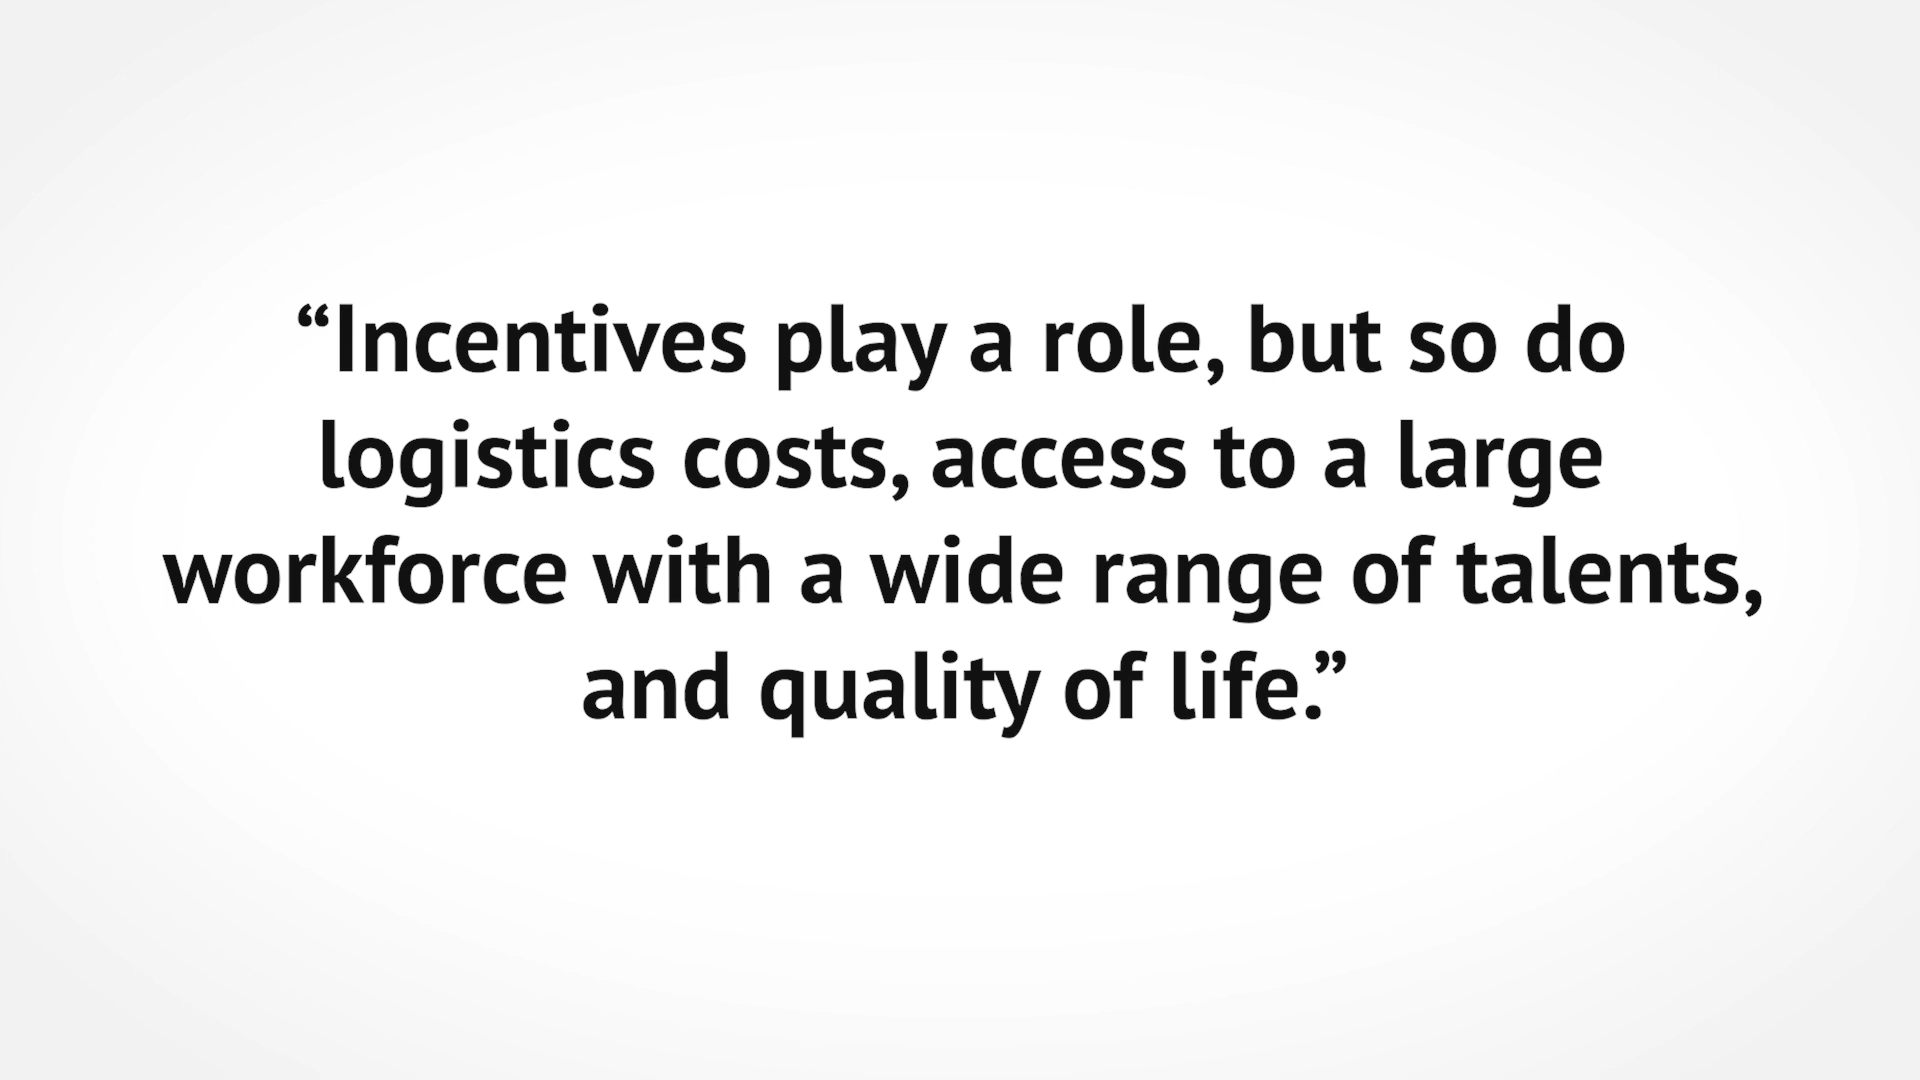 “Incentives play a role, but so do
logistics costs, access to a large
workforce with a wide range of talents,
and quality of life.”